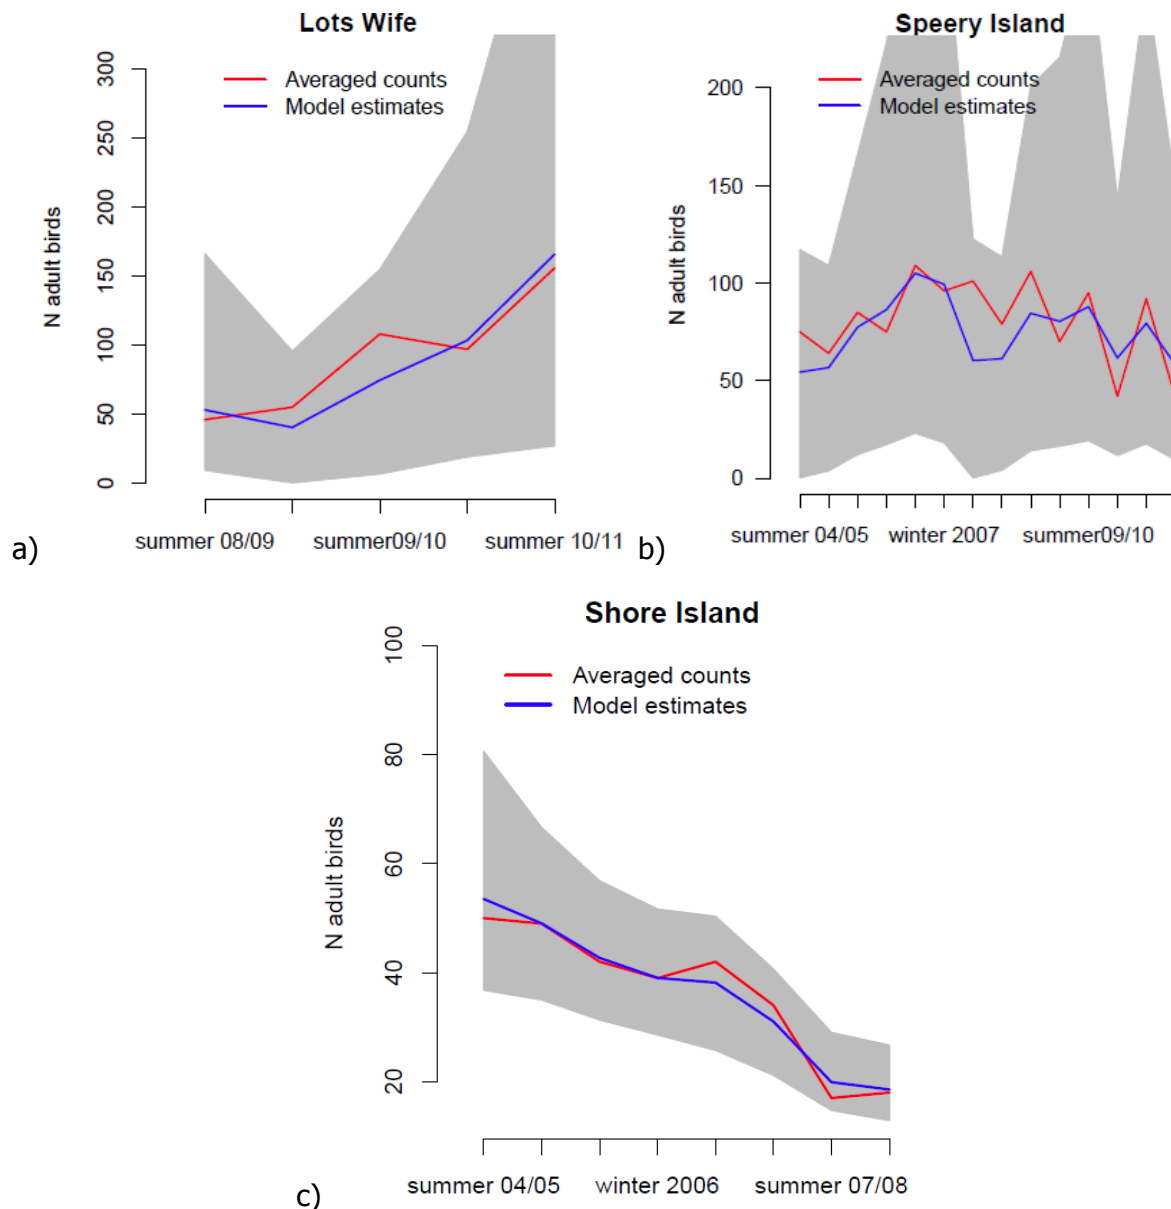 Lots Wife
Averaged counts
Model estimates
N adult birds
300
250
200
150
100
50
0
summer 08/09
summer09/10
summer 10/11
a)
Speery Island
Averaged counts
Model estimates
N adult birds
200
150
100
50
0
summer 04/05
winter 2007
summer09/10
b)
Shore Island
Averaged counts
Model estimates
N adult birds
100
80
60
40
20
summer 04/05
winter 2006
summer 07/08
c)